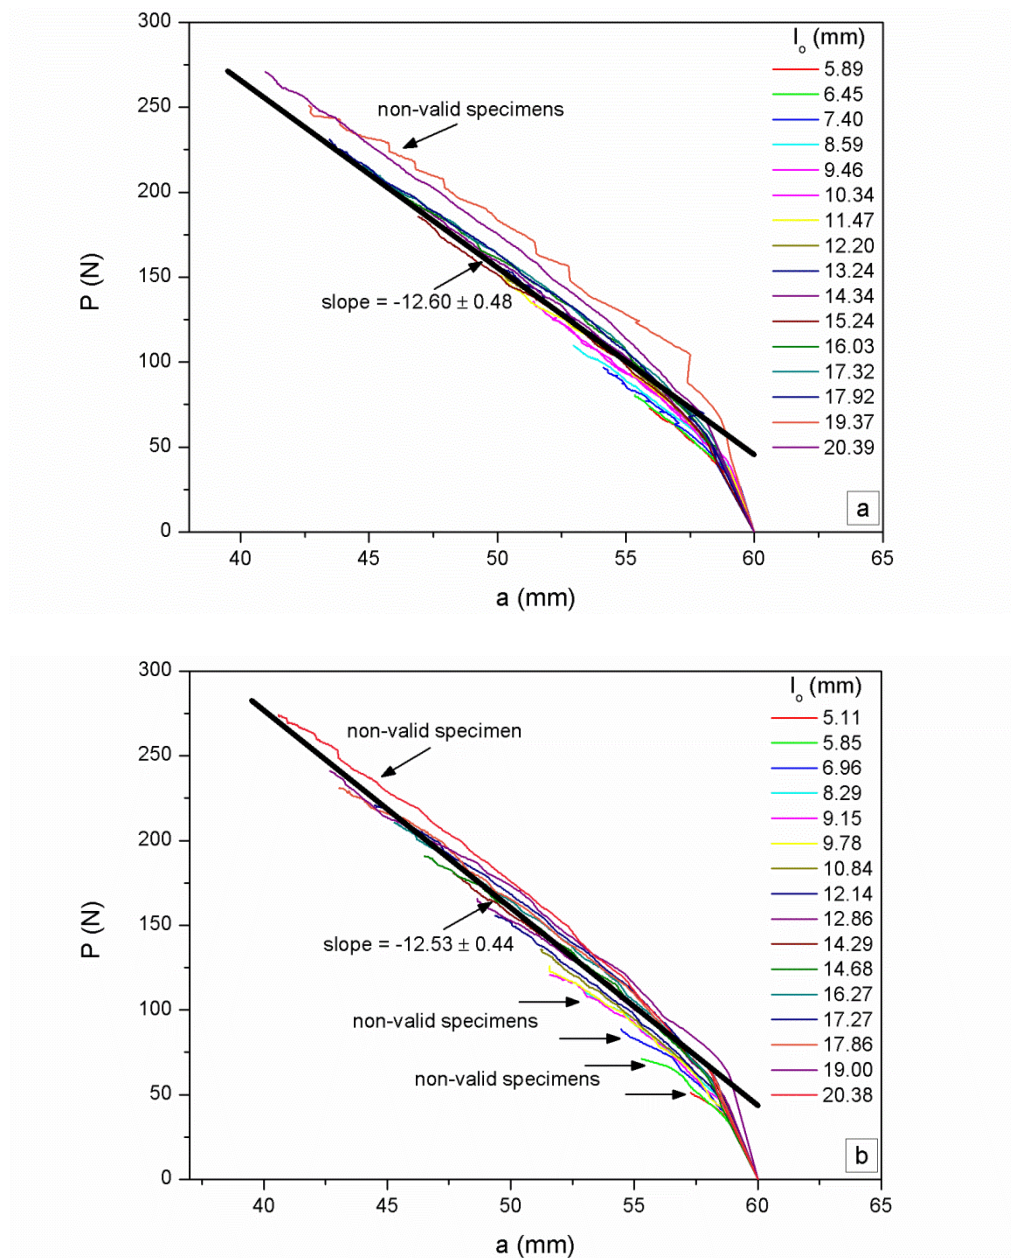 300
250
200
150
100
50
0
P (N)
non-valid specimens
slope = -12.60 ± 0.48
l₀ (mm)
5.89
6.45
7.40
8.59
9.46
10.34
11.47
12.20
13.24
14.34
15.24
16.03
17.32
17.92
19.37
20.39
a
40 45 50 55 60 65
a (mm)
300
250
200
150
100
50
0
P (N)
non-valid specimen
slope = -12.53 ± 0.44
non-valid specimens
non-valid specimens
l₀ (mm)
5.11
5.85
6.96
8.29
9.15
9.78
10.84
12.14
12.86
14.29
14.68
16.27
17.27
17.86
19.00
20.38
b
40 45 50 55 60 65
a (mm)